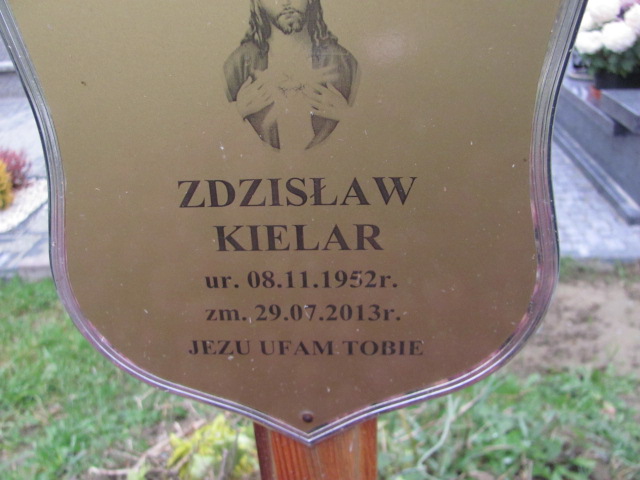 ZDZISŁAW
KIELAR
ur. 08.11.1952r.
zm. 29.07.2013r.
JEZU UFAM TOBIE